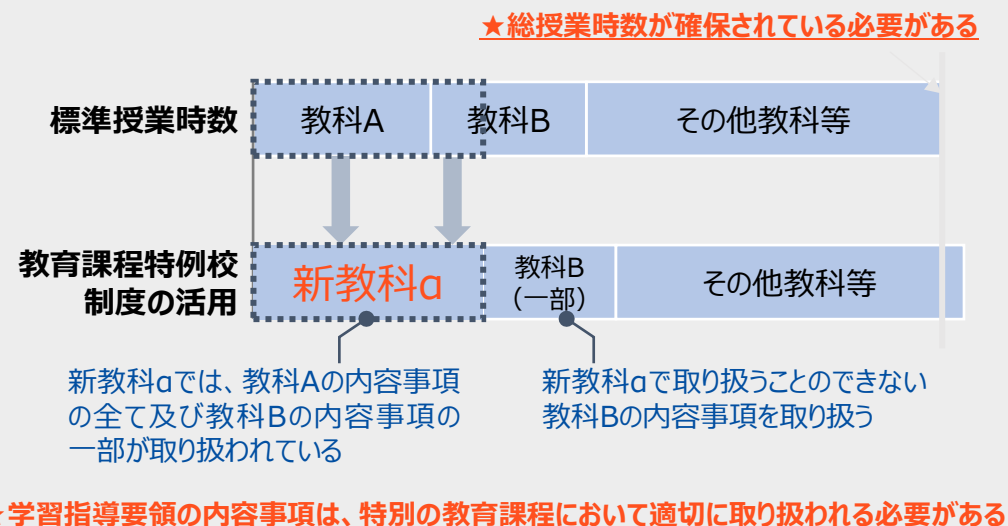 ★総授業時数が確保されている必要がある
標準授業時数
教科A
教科B
その他教科等
教育課程特例校
制度の活用
新教科α
教科B
（一部）
その他教科等
新教科αでは、教科Aの内容事項
の全て及び教科Bの内容事項の
一部が取り扱われている
新教科αで取り扱うことのできない
教科Bの内容事項を取り扱う
★学習指導要領の内容事項は、特別の教育課程において適切に取り扱われる必要がある